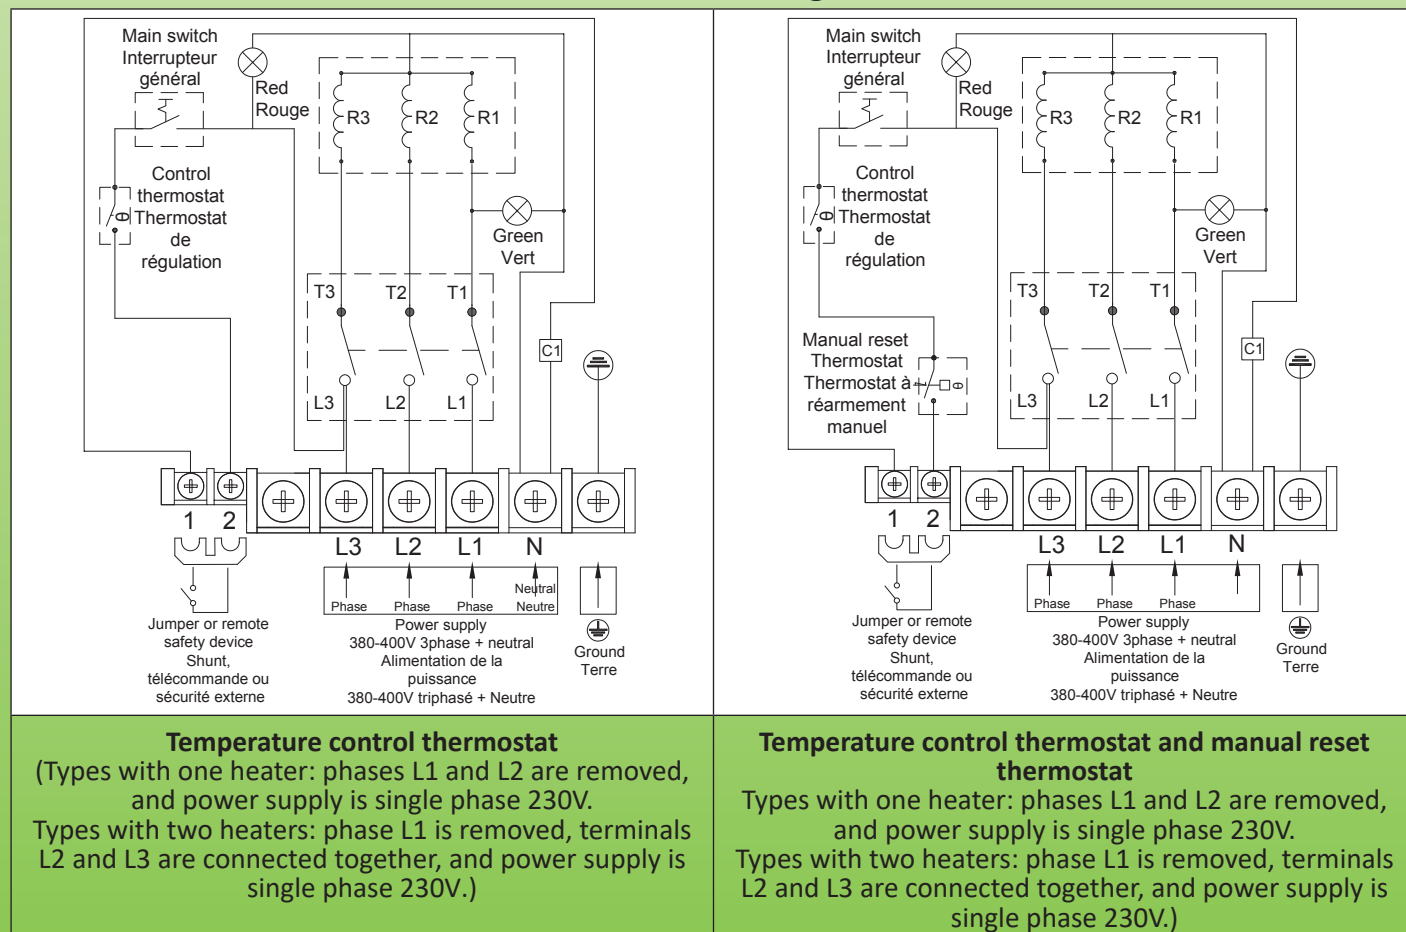 Main switch
Interrupteur
général
Red
Rouge
R3
R2
R1
Control
thermostat
Thermostat
de
régulation
θ
Green
Vert
T3
T2
T1
C1
L3
L2
L1
1
2
L3
L2
L1
N
Phase
Phase
Phase
Neutral
Neutre
Jumper or remote
safety device
Shunt,
télécommande ou
sécurité externe
Power supply
380-400V 3phase + neutral
Alimentation de la
puissance
380-400V triphasé + Neutre
Ground
Terre
Temperature control thermostat
(Types with one heater: phases L1 and L2 are removed,
and power supply is single phase 230V.
Types with two heaters: phase L1 is removed, terminals
L2 and L3 are connected together, and power supply is
single phase 230V.)
Main switch
Interrupteur
général
Red
Rouge
R3
R2
R1
Control
thermostat
Thermostat
de
régulation
θ
Green
Vert
T3
T2
T1
C1
Manual reset
Thermostat
Thermostat à
réarmement
manuel
θ
L3
L2
L1
1
2
L3
L2
L1
N
Phase
Phase
Phase
Jumper or remote
safety device
Shunt,
télécommande ou
sécurité externe
Power supply
380-400V 3phase + neutral
Alimentation de la
puissance
380-400V triphasé + Neutre
Ground
Terre
Temperature control thermostat and manual reset
thermostat
Types with one heater: phases L1 and L2 are removed,
and power supply is single phase 230V.
Types with two heaters: phase L1 is removed, terminals
L2 and L3 are connected together, and power supply is
single phase 230V.)